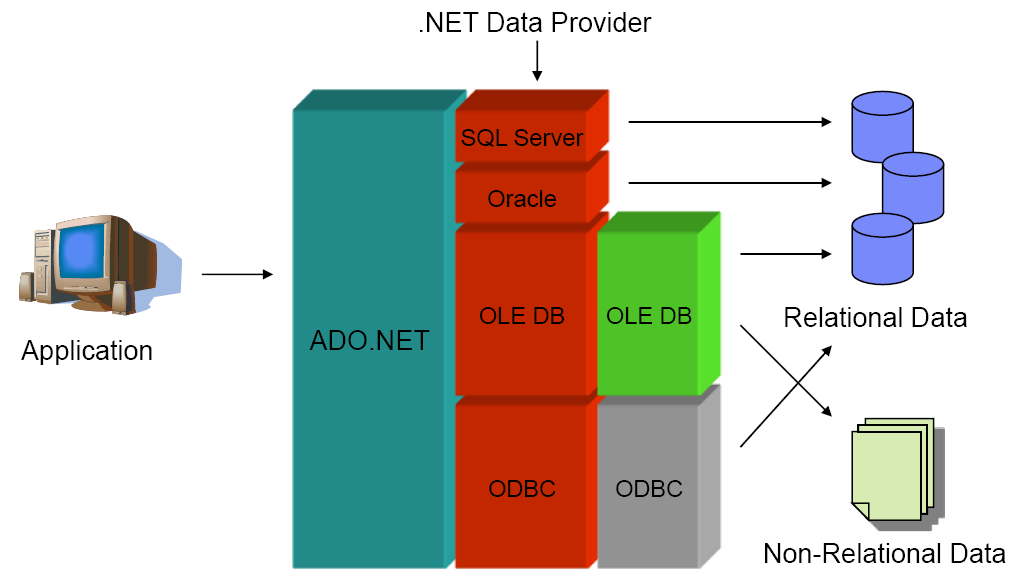 .NET Data Provider
SQL Server
Oracle
OLE DB
OLE DB
Relational Data
ADO.NET
Application
ODBC
ODBC
Non-Relational Data